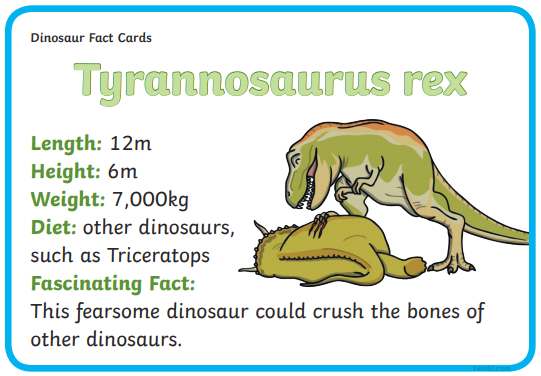 Dinosaur Fact Cards
Tyrannosaurus rex
Length: 12m
Height: 6m
Weight: 7,000kg
Diet: other dinosaurs,
such as Triceratops
Fascinating Fact:
This fearsome dinosaur could crush the bones of
other dinosaurs.